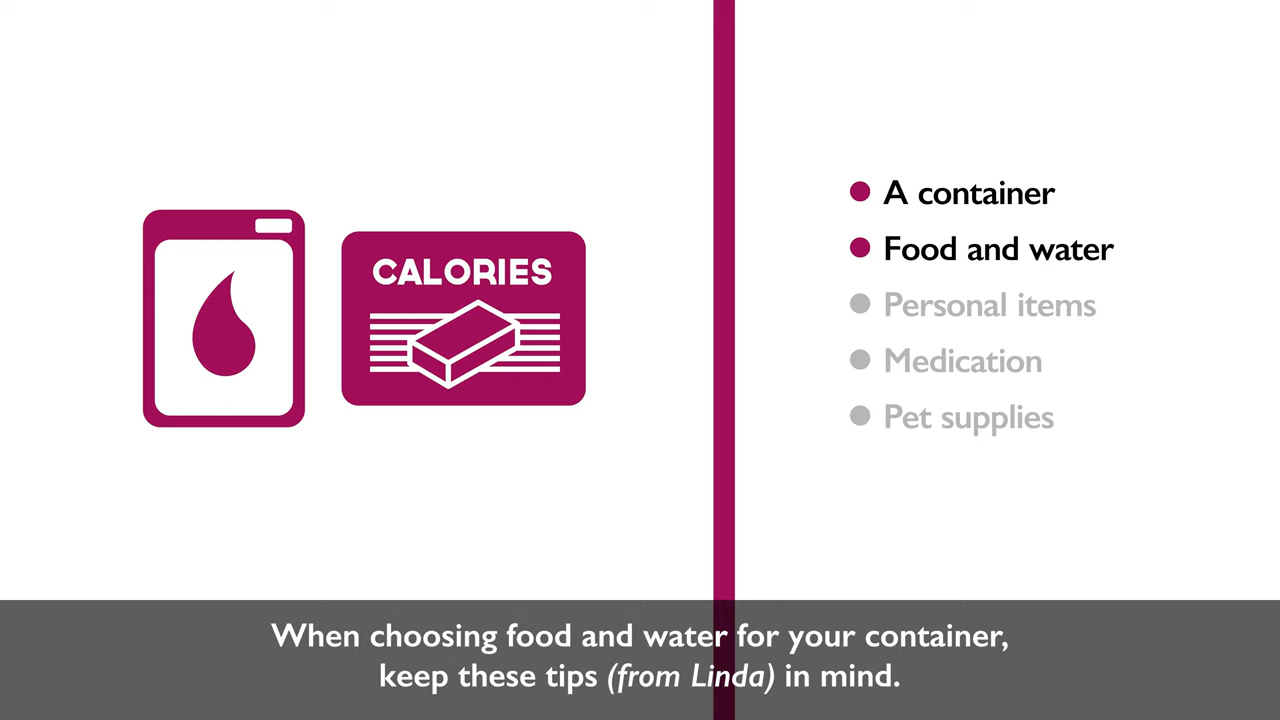 CALORIES
A container
Food and water
Personal items
Medication
Pet supplies
When choosing food and water for your container,
keep these tips (from Linda) in mind.